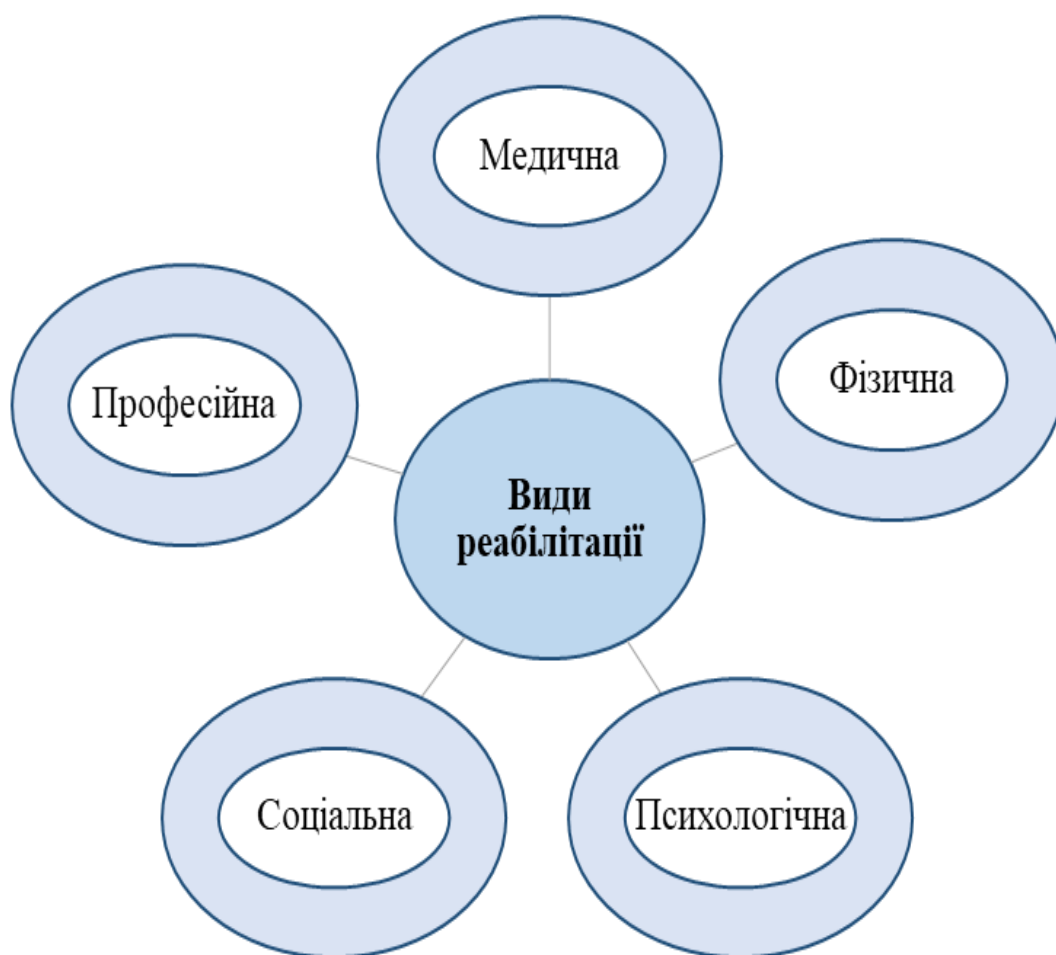 Медична
Фізична
Професійна
Види
реабілітації
Соціальна
Психологічна